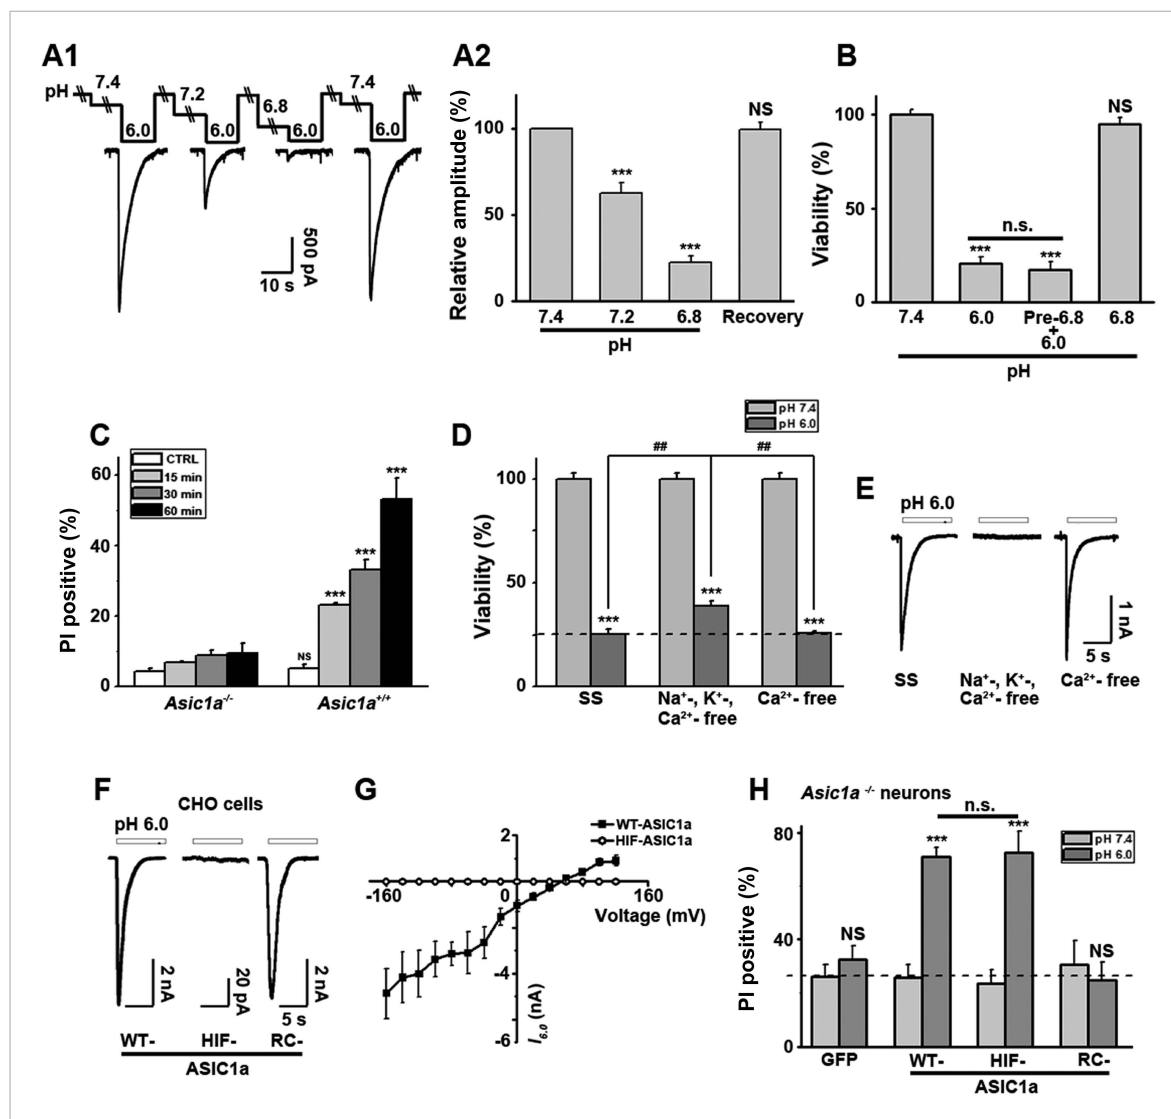 A1
pH
7.4
7.2
6.8
7.4
6.0
6.0
6.0
6.0
500 pA
10 s
A2
Relative amplitude (%)
100
50
0
***
***
NS
7.4
7.2
6.8
Recovery
pH
B
Viability (%)
100
50
0
n.s.
***
***
NS
7.4
6.0
Pre-6.8
+
6.0
6.8
pH
C
CTRL
15 min
30 min
60 min
PI positive (%)
60
40
20
0
NS
***
***
***
Asic1a-/-
Asic1a+/+
D
pH 7.4
pH 6.0
Viability (%)
100
50
0
##
##
***
***
***
SS
Na+-, K+-,
Ca2+- free
Ca2+- free
E
pH 6.0
1 nA
5 s
SS
Na+-, K+-,
Ca2+- free
Ca2+- free
F
CHO cells
pH 6.0
2 nA
20 pA
2 nA
5 s
WT-
HIF-
RC-
ASIC1a
G
WT-ASIC1a
HIF-ASIC1a
2
-160
0
160
Voltage (mV)
-4
-6
I6.0 (nA)
H
Asic1a -/- neurons
pH 7.4
pH 6.0
PI positive (%)
80
40
0
n.s.
NS
***
***
NS
GFP
WT-
HIF-
RC-
ASIC1a